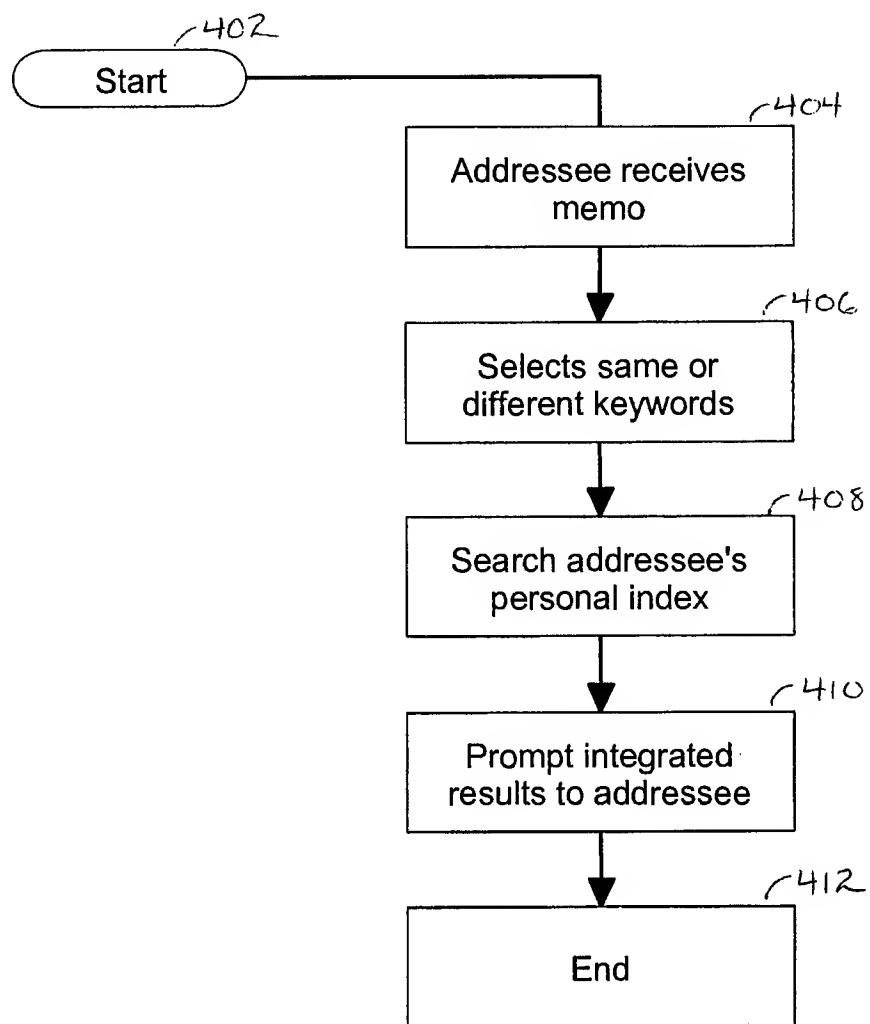 402
Start
404
Addressee receives
memo
406
Selects same or
different keywords
408
Search addressee's
personal index
410
Prompt integrated
results to addressee
412
End